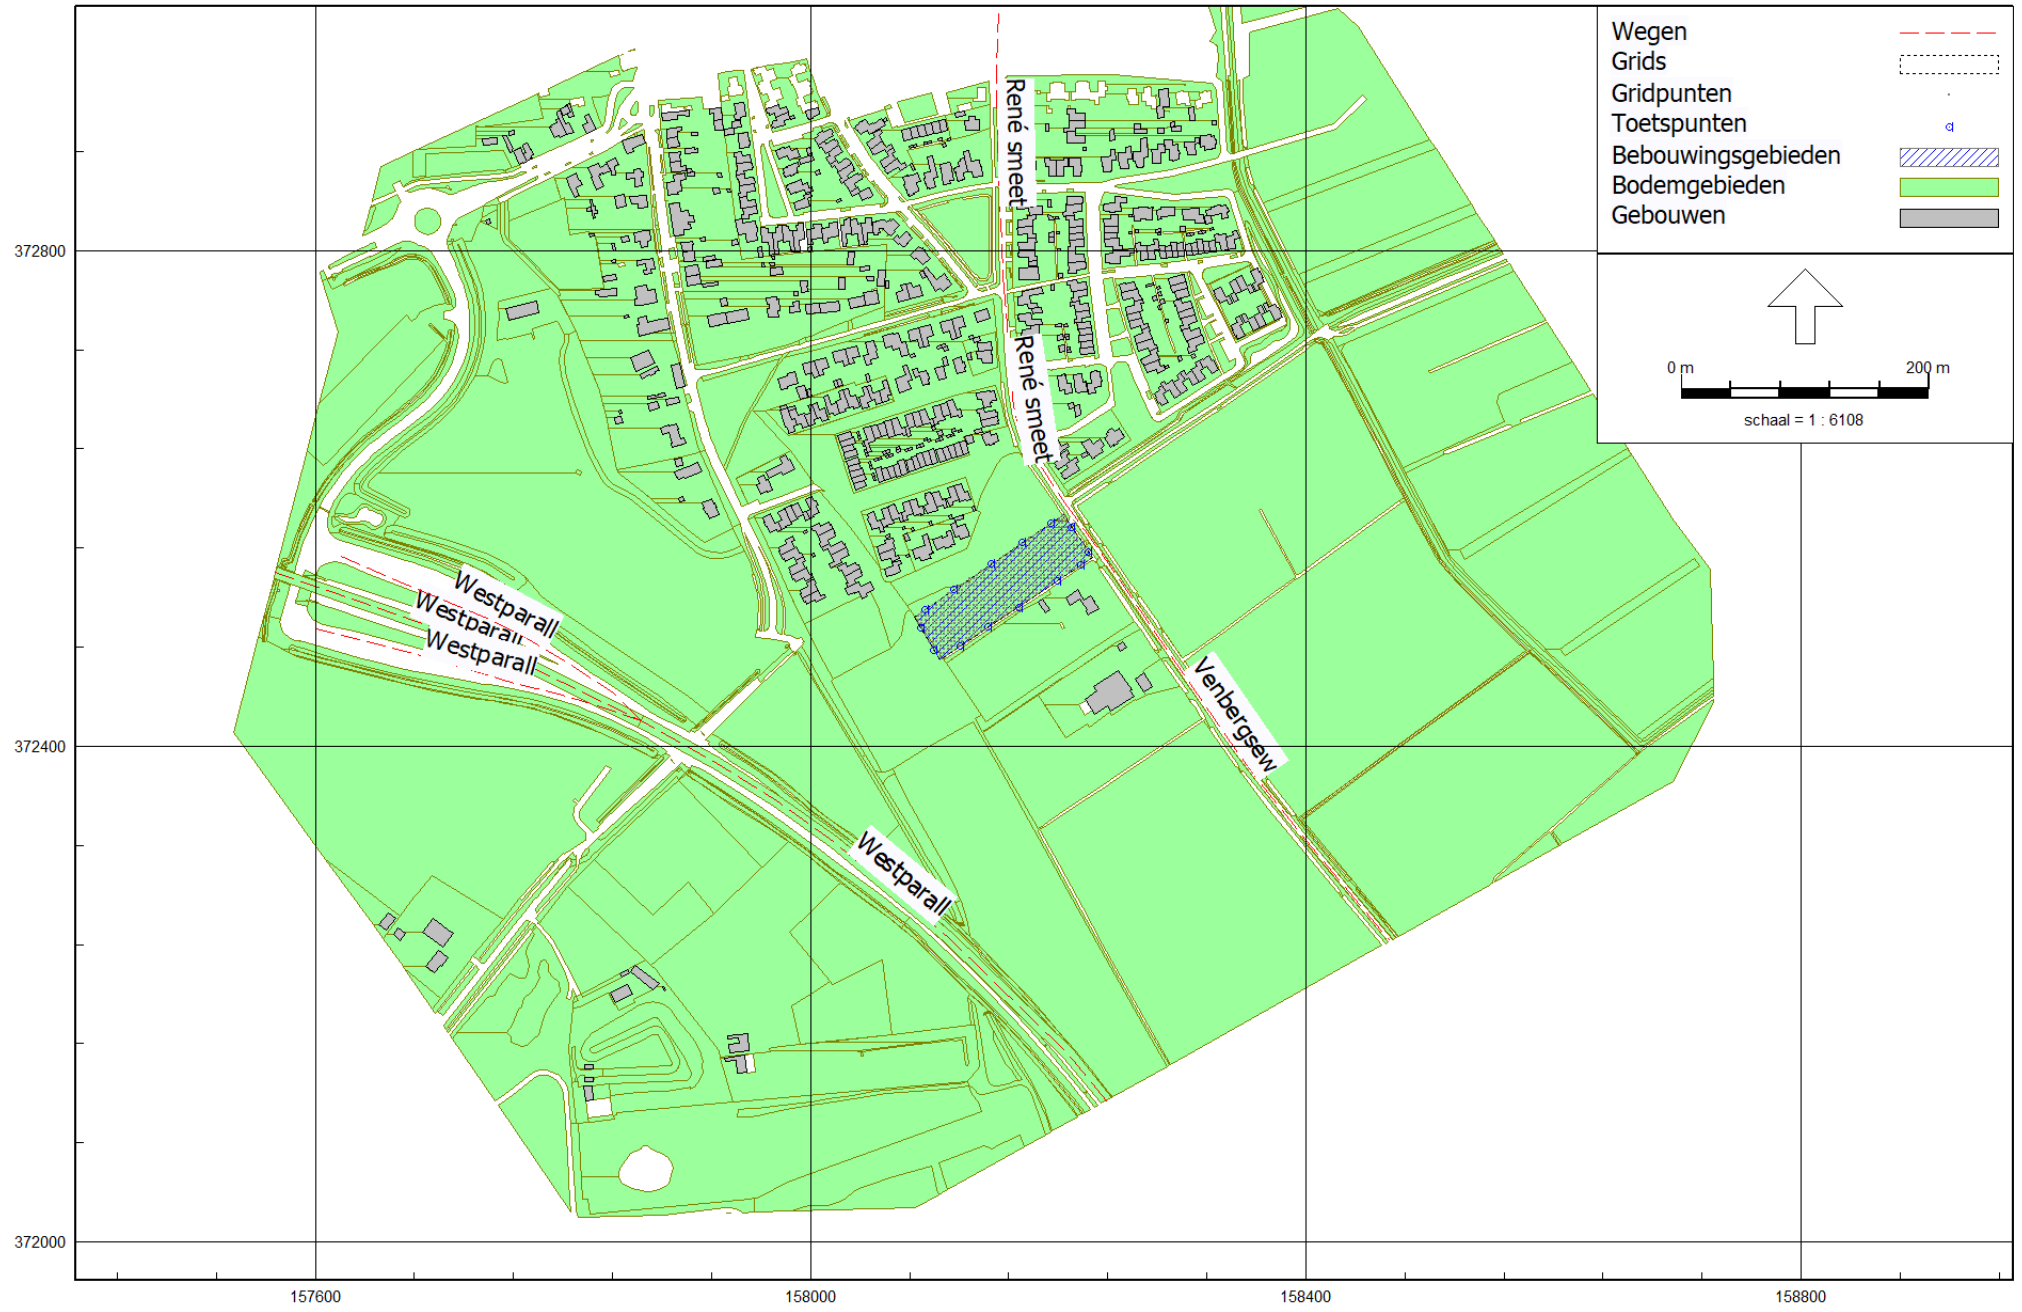 Wegen
Grids
Gridpunten
Toetspunten
Bebouwingsgebieden
Bodemgebieden
Gebouwen
0 m 200 m
schaal = 1 : 6108
René smeet
René smeet
Westparall
Westparall
Westparall
Westparall
Venbergsew
372800
372400
372000
157600 158000 158400 158800